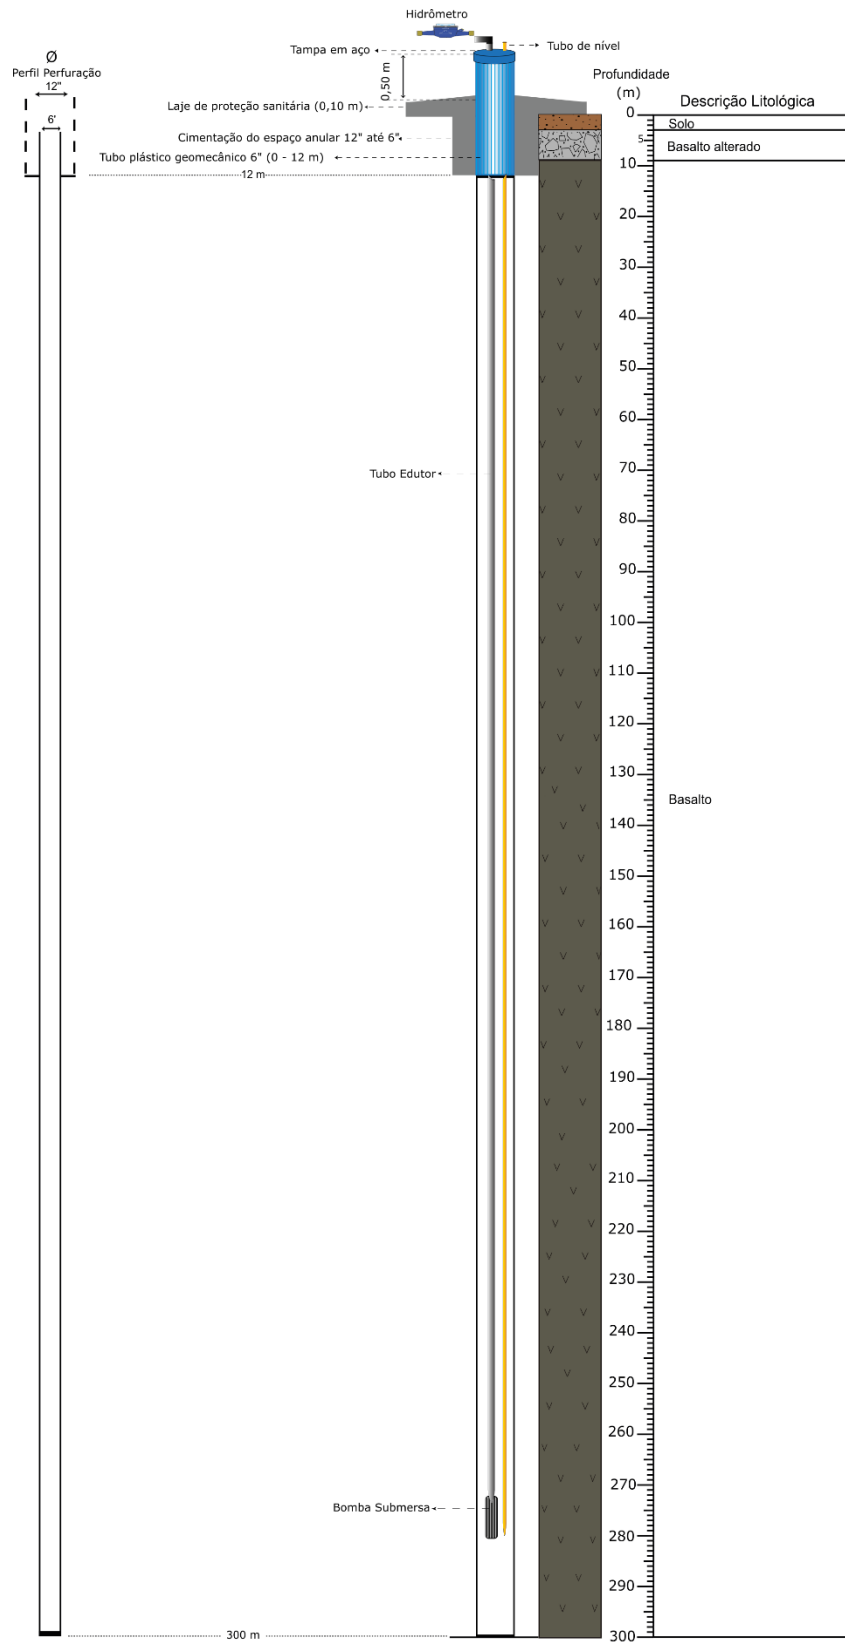 Hidrômetro
Tampa em aço
Tubo de nível
Ø
Perfil Perfuração
12"
6'
0,50 m
Laje de proteção sanitária (0,10 m)
Cimentação do espaço anular 12" até 6"
Tubo plástico geomecânico 6" (0 - 12 m)
12 m
Profundidade
(m)
Descrição Litológica
0
Solo
5
Basalto alterado
10
20
30
40
50
60
Tubo Edutor
70
80
90
100
110
120
130
Basalto
140
150
160
170
180
190
200
210
220
230
240
250
260
270
Bomba Submersa
280
290
300 m
300